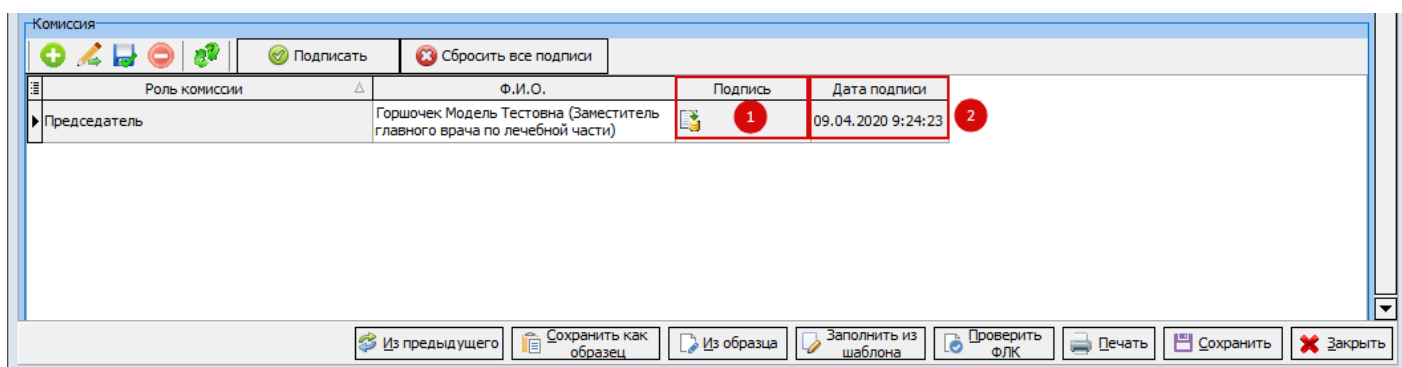 Комиссия
Подписать
Сбросить все подписи
Роль комиссии
Ф.И.О.
Подпись
Дата подписи
Председатель
Горшочек Модель Тестовна (Заместитель
главного врача по лечебной части)
1
09.04.2020 9:24:23
2
Из предыдущего
Сохранить как
образец
Из образца
Заполнить из
шаблона
Проверить
ФЛК
Печать
Сохранить
Закрыть